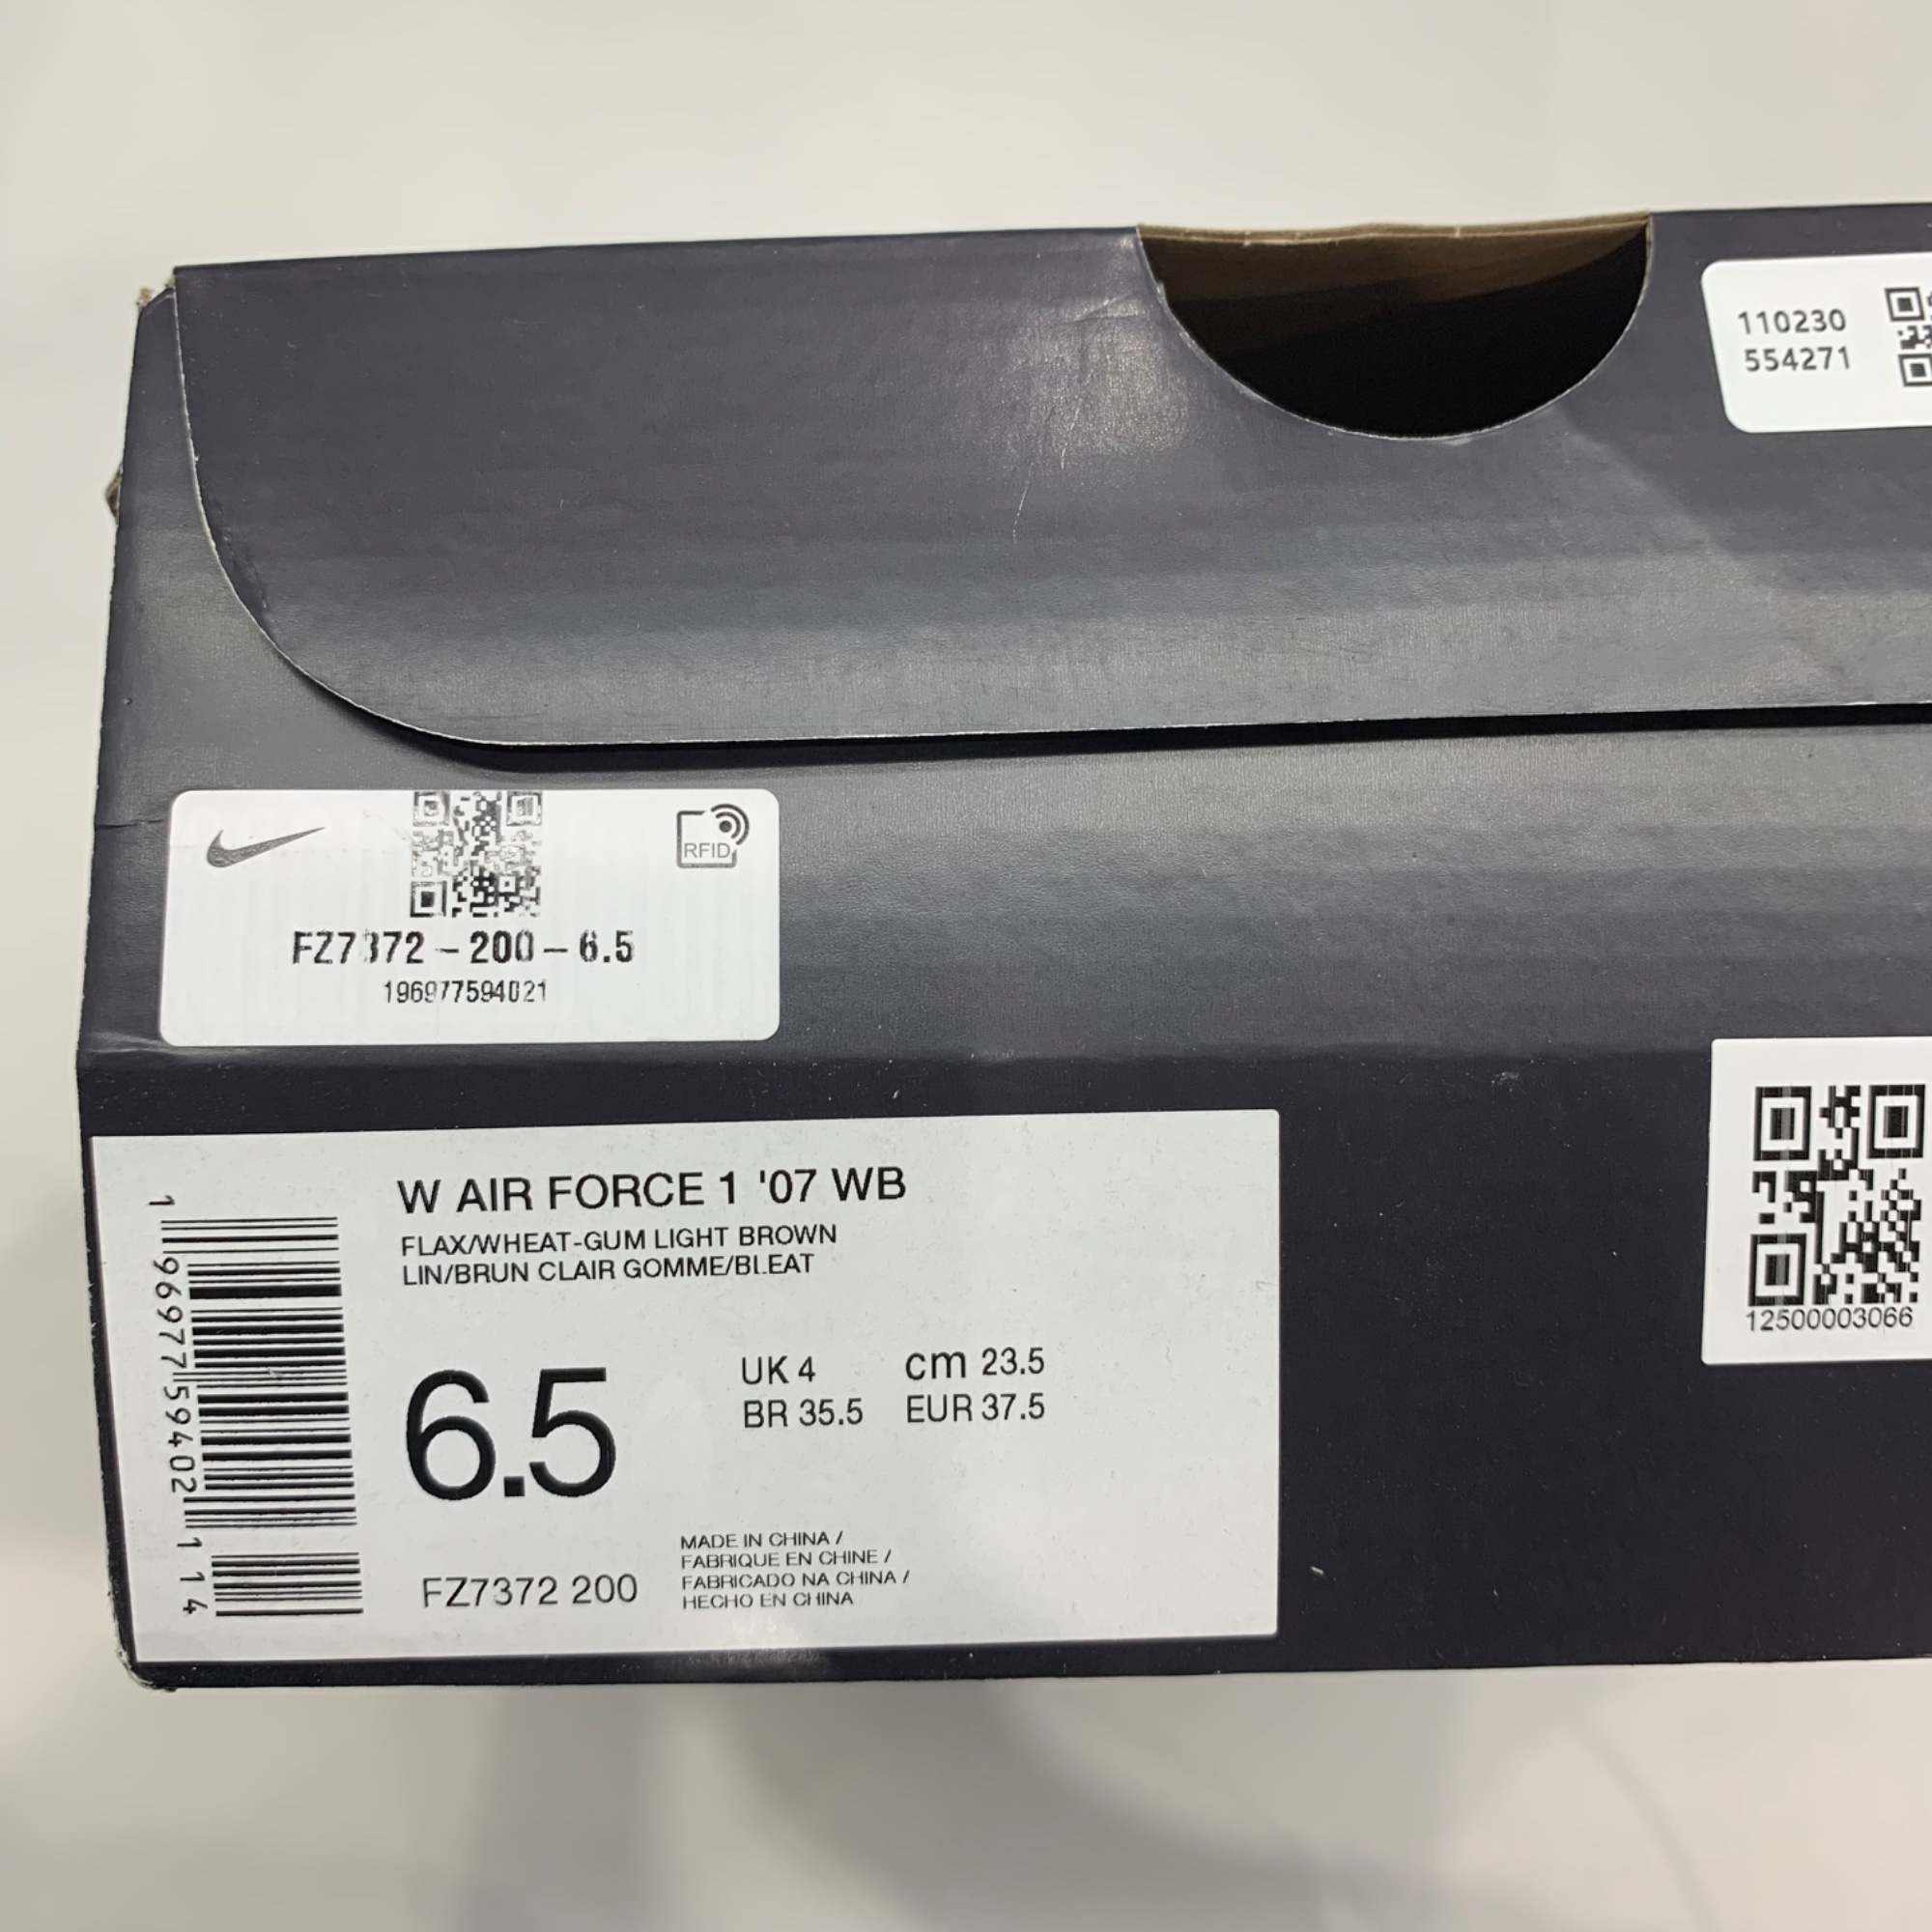 110230
554271
RFID
FZ7372-200-6.5
196977594021
W AIR FORCE 1 '07 WB
FLAX/WHEAT-GUM LIGHT BROWN
LIN/BRUN CLAIR GOMME/BLEAT
6.5
UK 4
cm 23.5
BR 35.5
EUR 37.5
FZ7372 200
MADE IN CHINA /
FABRIQUE EN CHINE /
FABRICADO NA CHINA /
HECHO EN CHINA
1 96977 59402 1 14
12500003066